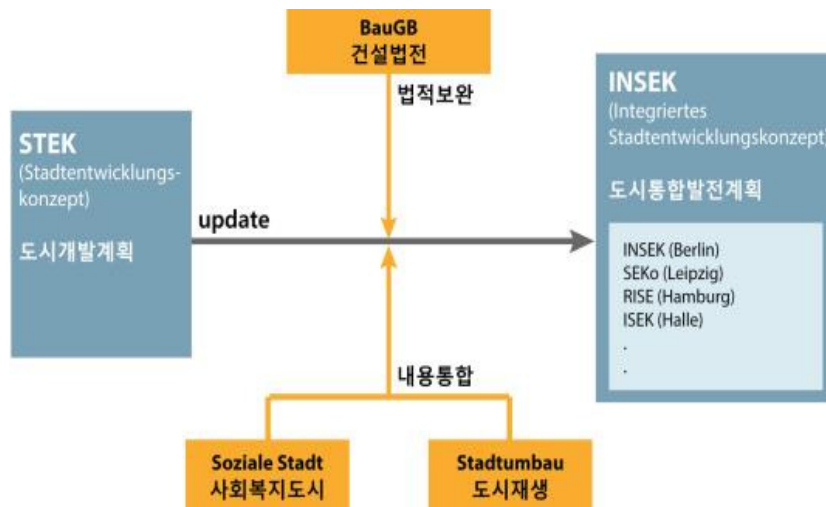 BauGB
건설법전
법적보완
STEK
(Stadtentwicklungs-
konzept)
도시개발계획
update
INSEK
(Integriertes
Stadtentwicklungskonzept)
도시통합발전계획
INSEK (Berlin)
SEKo (Leipzig)
RISE (Hamburg)
ISEK (Halle)
.
.
내용통합
Soziale Stadt
사회복지도시
Stadtumbau
도시재생